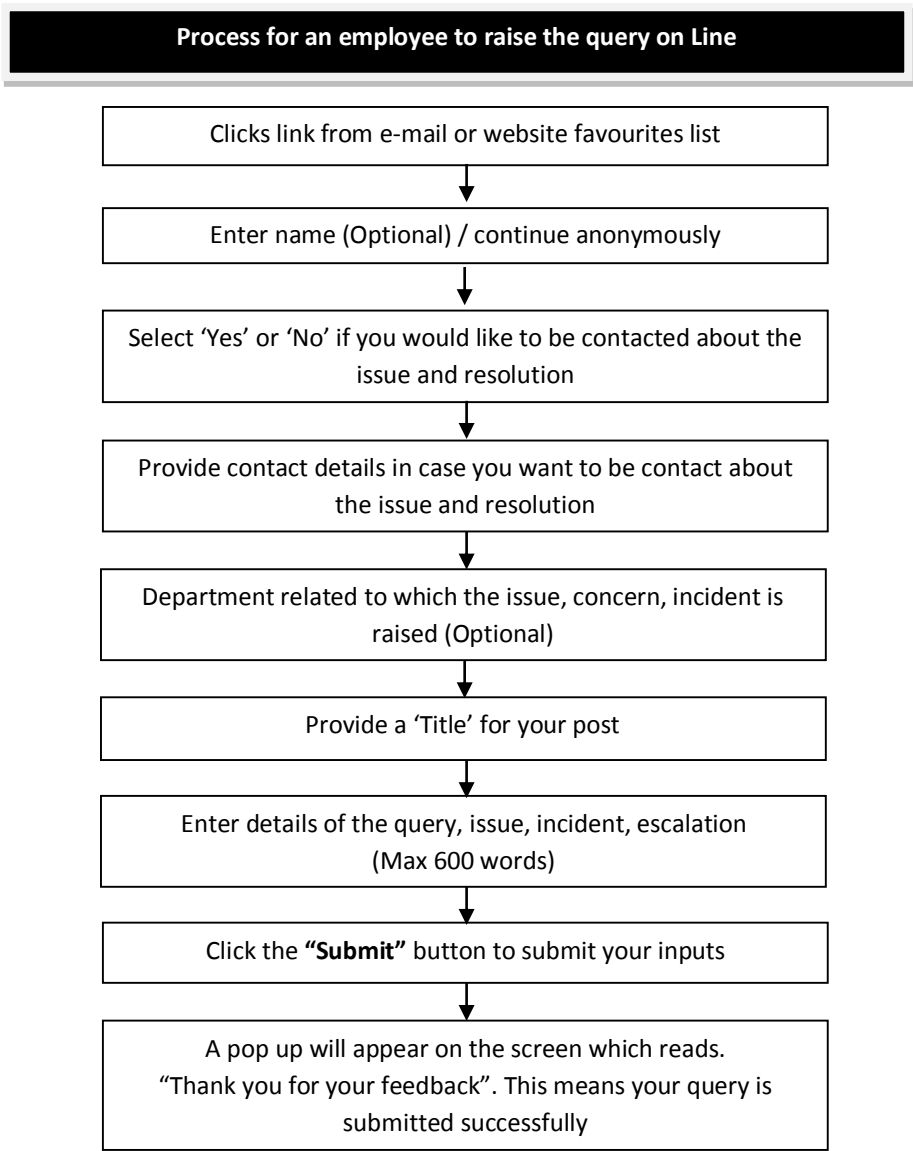 Process for an employee to raise the query on Line
Clicks link from e-mail or website favourites list
Enter name (Optional) / continue anonymously
Select ‘Yes’ or ‘No’ if you would like to be contacted about the
issue and resolution
Provide contact details in case you want to be contact about
the issue and resolution
Department related to which the issue, concern, incident is
raised (Optional)
Provide a ‘Title’ for your post
Enter details of the query, issue, incident, escalation
(Max 600 words)
Click the “Submit” button to submit your inputs
A pop up will appear on the screen which reads.
“Thank you for your feedback”. This means your query is
submitted successfully